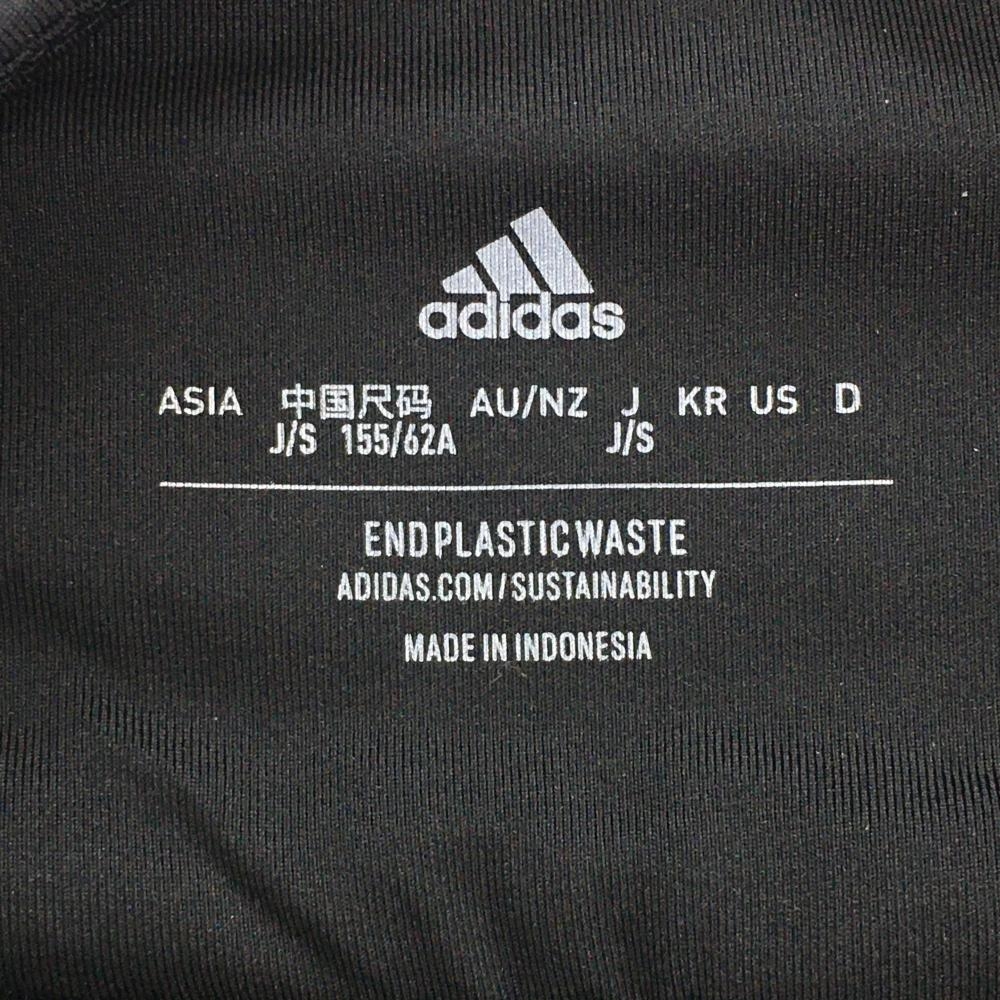 adidas
ASIA 中国尺码 AU/NZ J KR US D
J/S 155/62A J/S
END PLASTIC WASTE
ADIDAS.COM/SUSTAINABILITY
MADE IN INDONESIA